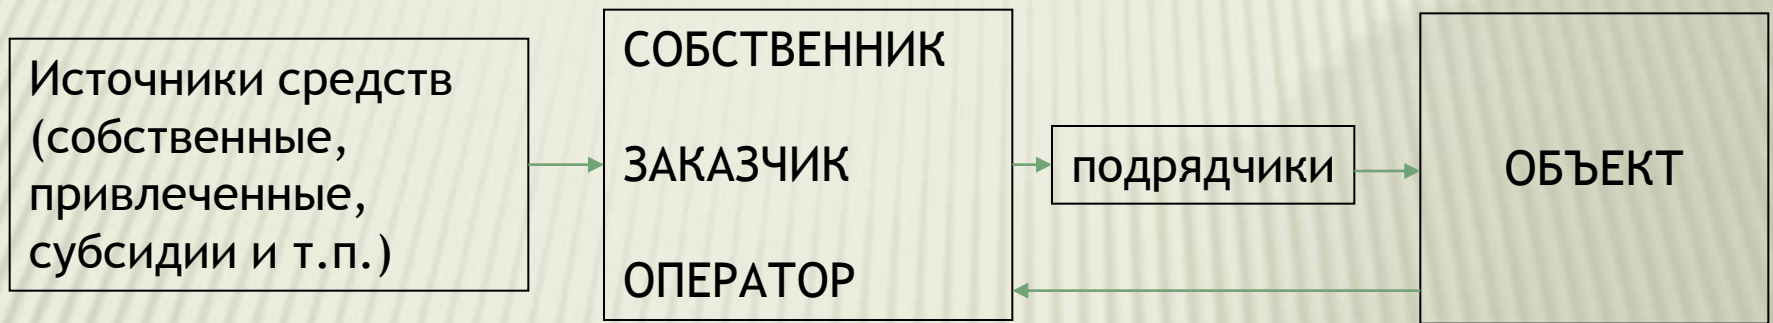 Источники средств
(собственные,
привлеченные,
субсидии и т.п.)
СОБСТВЕННИК
ЗАКАЗЧИК
ОПЕРАТОР
подрядчики
ОБЪЕКТ